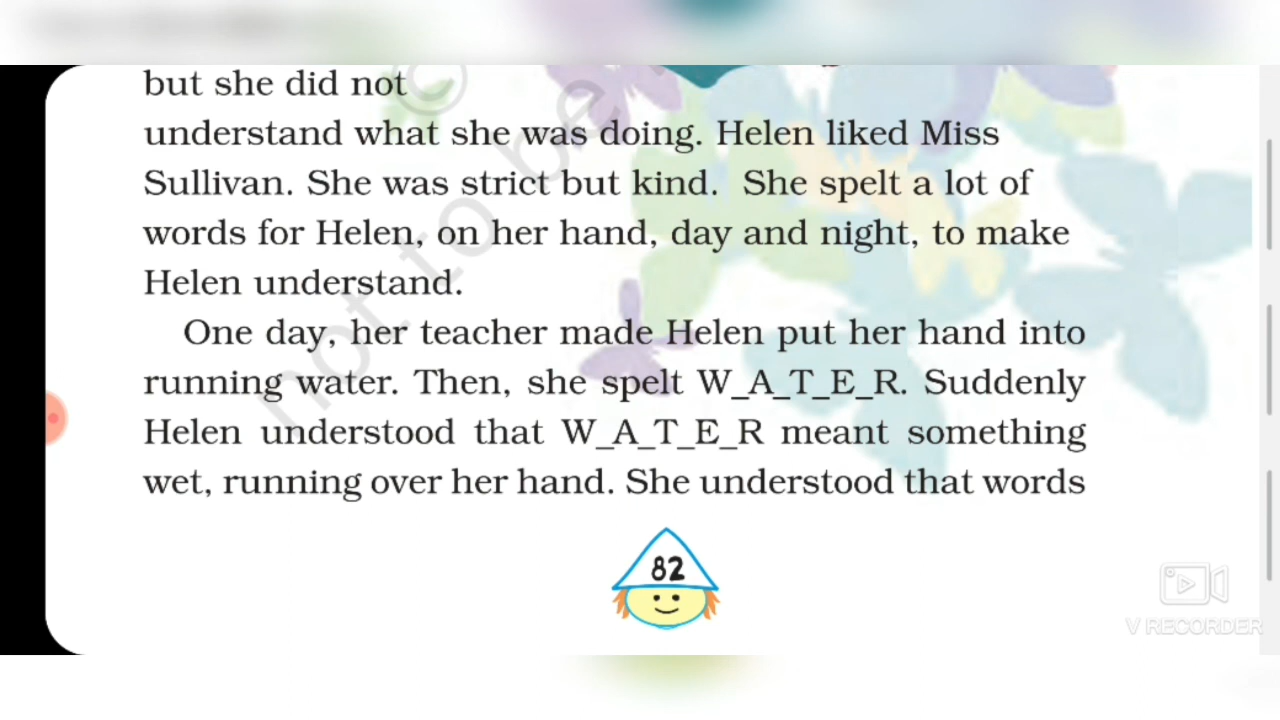 but she did not
understand what she was doing. Helen liked Miss
Sullivan. She was strict but kind. She spelt a lot of
words for Helen, on her hand, day and night, to make
Helen understand.
One day, her teacher made Helen put her hand into
running water. Then, she spelt W_A_T_E_R. Suddenly
Helen understood that W_A_T_E_R meant something
wet, running over her hand. She understood that words
82
© not to be
V RECORDER